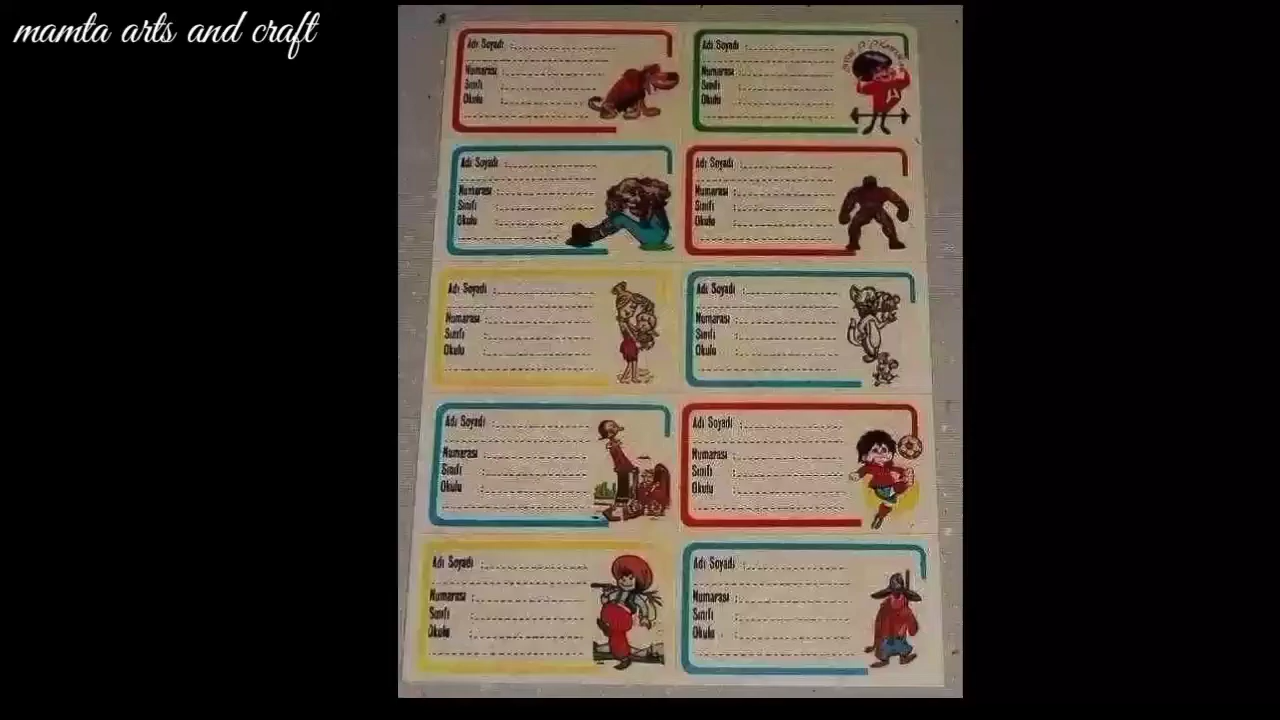 mamta arts and craft
Adı Soyadı :
Numarası :
Sınıfı :
Okulu :
Adı Soyadı :
Numarası :
Sınıfı :
Okulu :
Adı Soyadı :
Numarası :
Sınıfı :
Okulu :
Adı Soyadı :
Numarası :
Sınıfı :
Okulu :
Adı Soyadı :
Numarası :
Sınıfı :
Okulu :
Adı Soyadı :
Numarası :
Sınıfı :
Okulu :
Adı Soyadı :
Numarası :
Sınıfı :
Okulu :
Adı Soyadı :
Numarası :
Sınıfı :
Okulu :
Adı Soyadı :
Numarası :
Sınıfı :
Okulu :
Adı Soyadı :
Numarası :
Sınıfı :
Okulu :